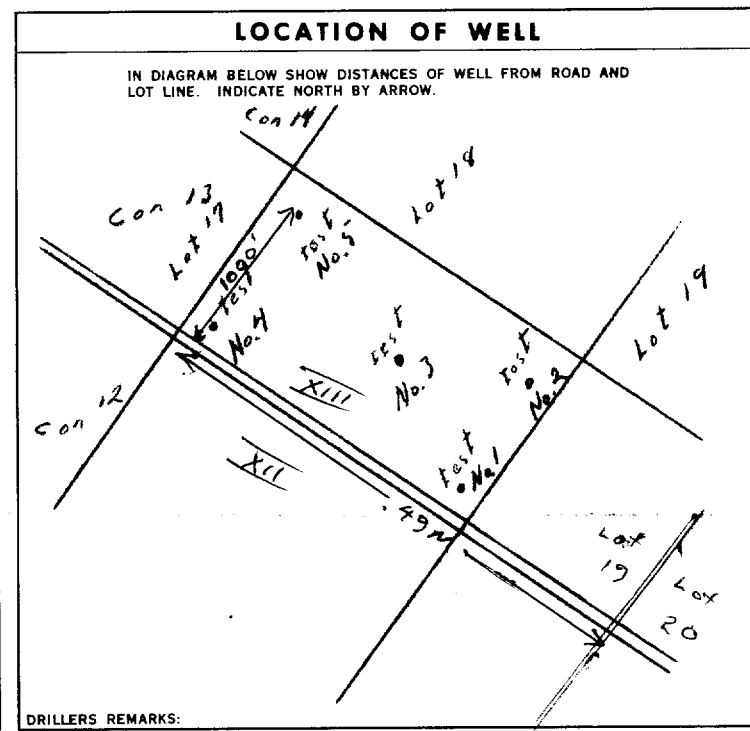 LOCATION OF WELL
IN DIAGRAM BELOW SHOW DISTANCES OF WELL FROM ROAD AND
LOT LINE. INDICATE NORTH BY ARROW.
Con 14
Con 13
Lot 17
Lot 18
Lot 19
1090'
test
No. 5
test
No. 4
test
No. 3
test
No. 2
test
No. 1
XIII
Con 12
XII
.49 m
Lot
19
Lot
20
DRILLERS REMARKS: